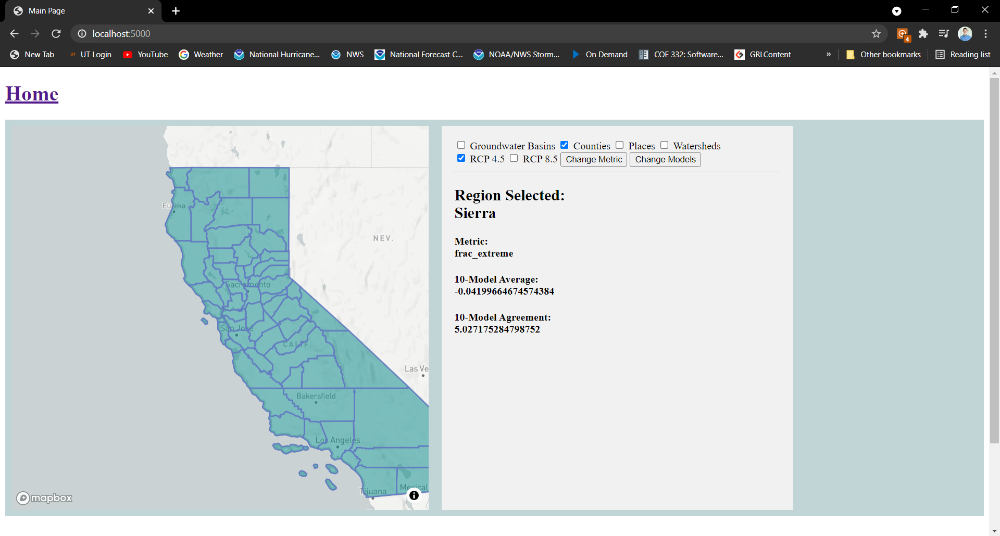 Main Page
localhost:5000
4
New Tab
UT UT Login
YouTube
Weather
National Hurricane...
NWS
National Forecast C...
NOAA/NWS Storm...
On Demand
COE 332: Software...
GRLContent
»
Other bookmarks
Reading list
Home
Groundwater Basins Counties Places Watersheds
RCP 4.5 RCP 8.5 Change Metric Change Models
Region Selected:
Sierra
Metric:
frac_extreme
10-Model Average:
-0.04199664674574384
10-Model Agreement:
5.027175284798752
Eureka
NEV.
Sacramento
San Jose
CALIF.
Las Ve
Bakersfield
Los Angeles
Tijuana
Mexical
mapbox